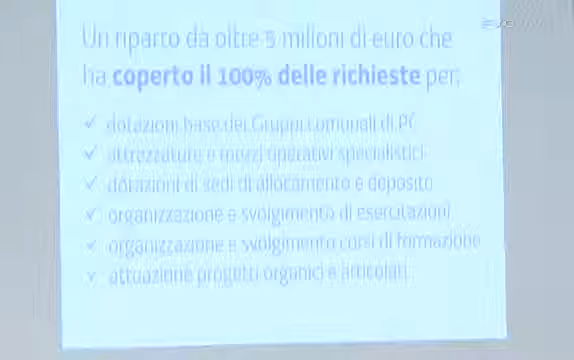 Un riparto da oltre 5 milioni di euro che
ha coperto il 100% delle richieste per:
✓ dotazioni base dei Gruppi comunali di PC
✓ attrezzature e mezzi operativi specialistici
✓ dotazioni di sedi di allocamento e deposito
✓ organizzazione e svolgimento di esercitazioni
✓ organizzazione e svolgimento corsi di formazione
✓ attuazione progetti organici e articolati